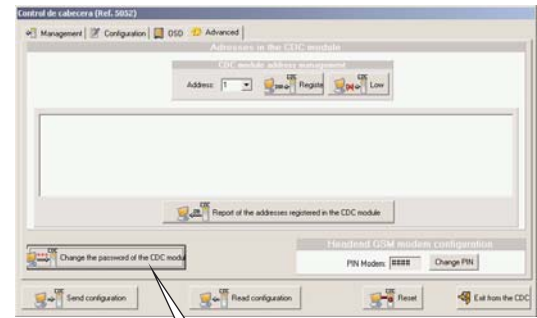 Control de cabecera (Ref. 5052)
Management Configuration OSD Advanced
Adresses in the CDC module
CDC module address management
Address: 1 Registe Low
Report of the addresses registered in the CDC module
Change the password of the CDC modu
Headend GSM modem configuration
PIN Modem: #### Change PIN
Send configuration Read configuration Reset Exit from the CDC